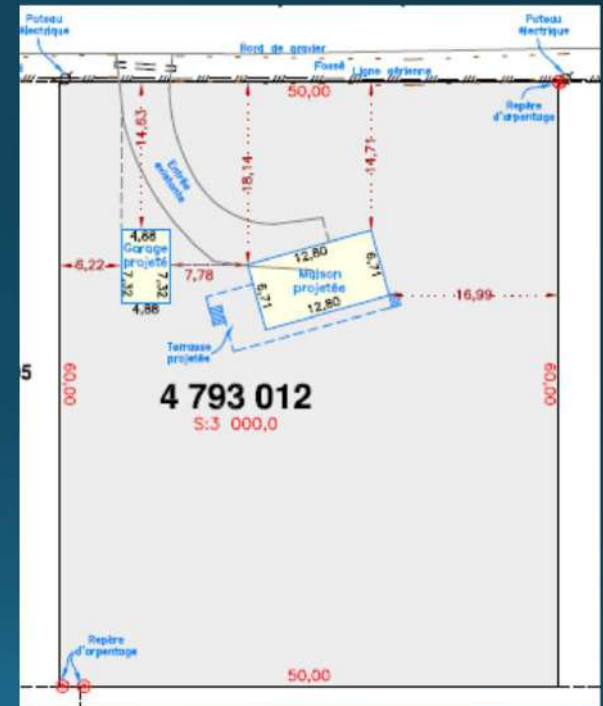 Poteau
électrique
Poteau
électrique
Bord de gravier
Fossé
Ligne aérienne
50,00
Repère
d'arpentage
14,63
Entrée
existante
18,14
14,71
4,88
Garage
projeté
7,32
7,32
4,88
6,22
7,78
12,80
Maison
projetée
6,71
6,71
12,80
16,99
Terrasse
projetée
5
60,00
60,00
4 793 012
S:3 000,0
Repère
d'arpentage
50,00